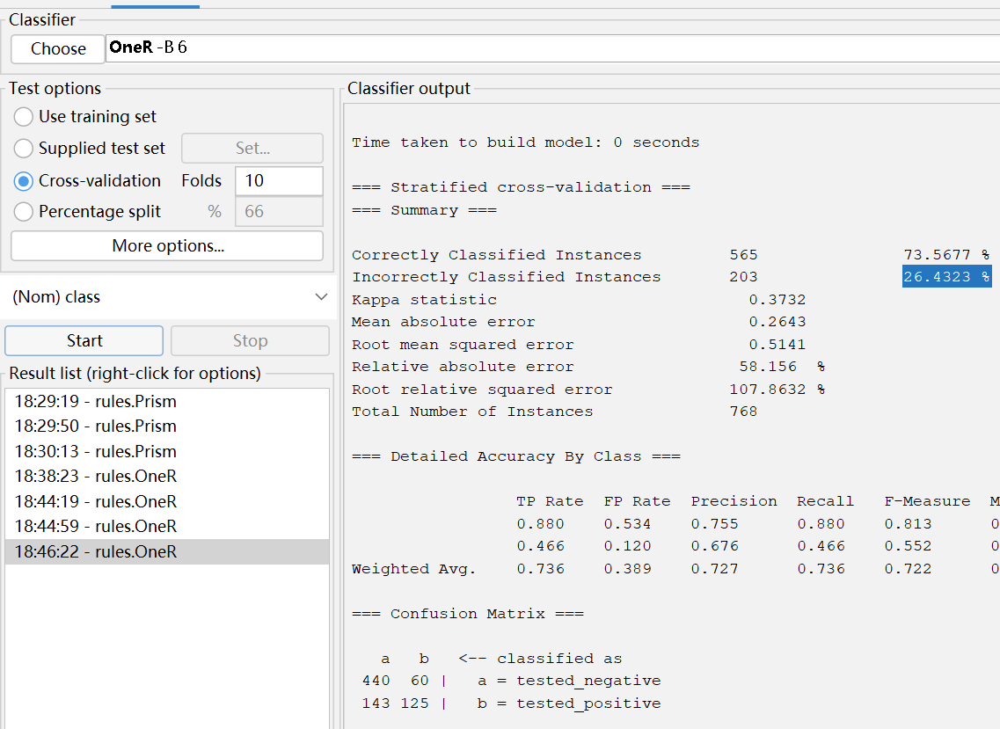 Classifier
Choose OneR -B 6
Test options
Use training set
Supplied test set Set...
Cross-validation Folds 10
Percentage split % 66
More options...
(Nom) class
Start Stop
Result list (right-click for options)
18:29:19 - rules.Prism
18:29:50 - rules.Prism
18:30:13 - rules.Prism
18:38:23 - rules.OneR
18:44:19 - rules.OneR
18:44:59 - rules.OneR
18:46:22 - rules.OneR
Classifier output
Time taken to build model: 0 seconds
=== Stratified cross-validation ===
=== Summary ===
Correctly Classified Instances 565 73.5677 %
Incorrectly Classified Instances 203 26.4323 %
Kappa statistic 0.3732
Mean absolute error 0.2643
Root mean squared error 0.5141
Relative absolute error 58.156 %
Root relative squared error 107.8632 %
Total Number of Instances 768
=== Detailed Accuracy By Class ===
TP Rate FP Rate Precision Recall F-Measure M
0.880 0.534 0.755 0.880 0.813 0
0.466 0.120 0.676 0.466 0.552 0
Weighted Avg. 0.736 0.389 0.727 0.736 0.722 0
=== Confusion Matrix ===
a b <-- classified as
440 60 | a = tested_negative
143 125 | b = tested_positive